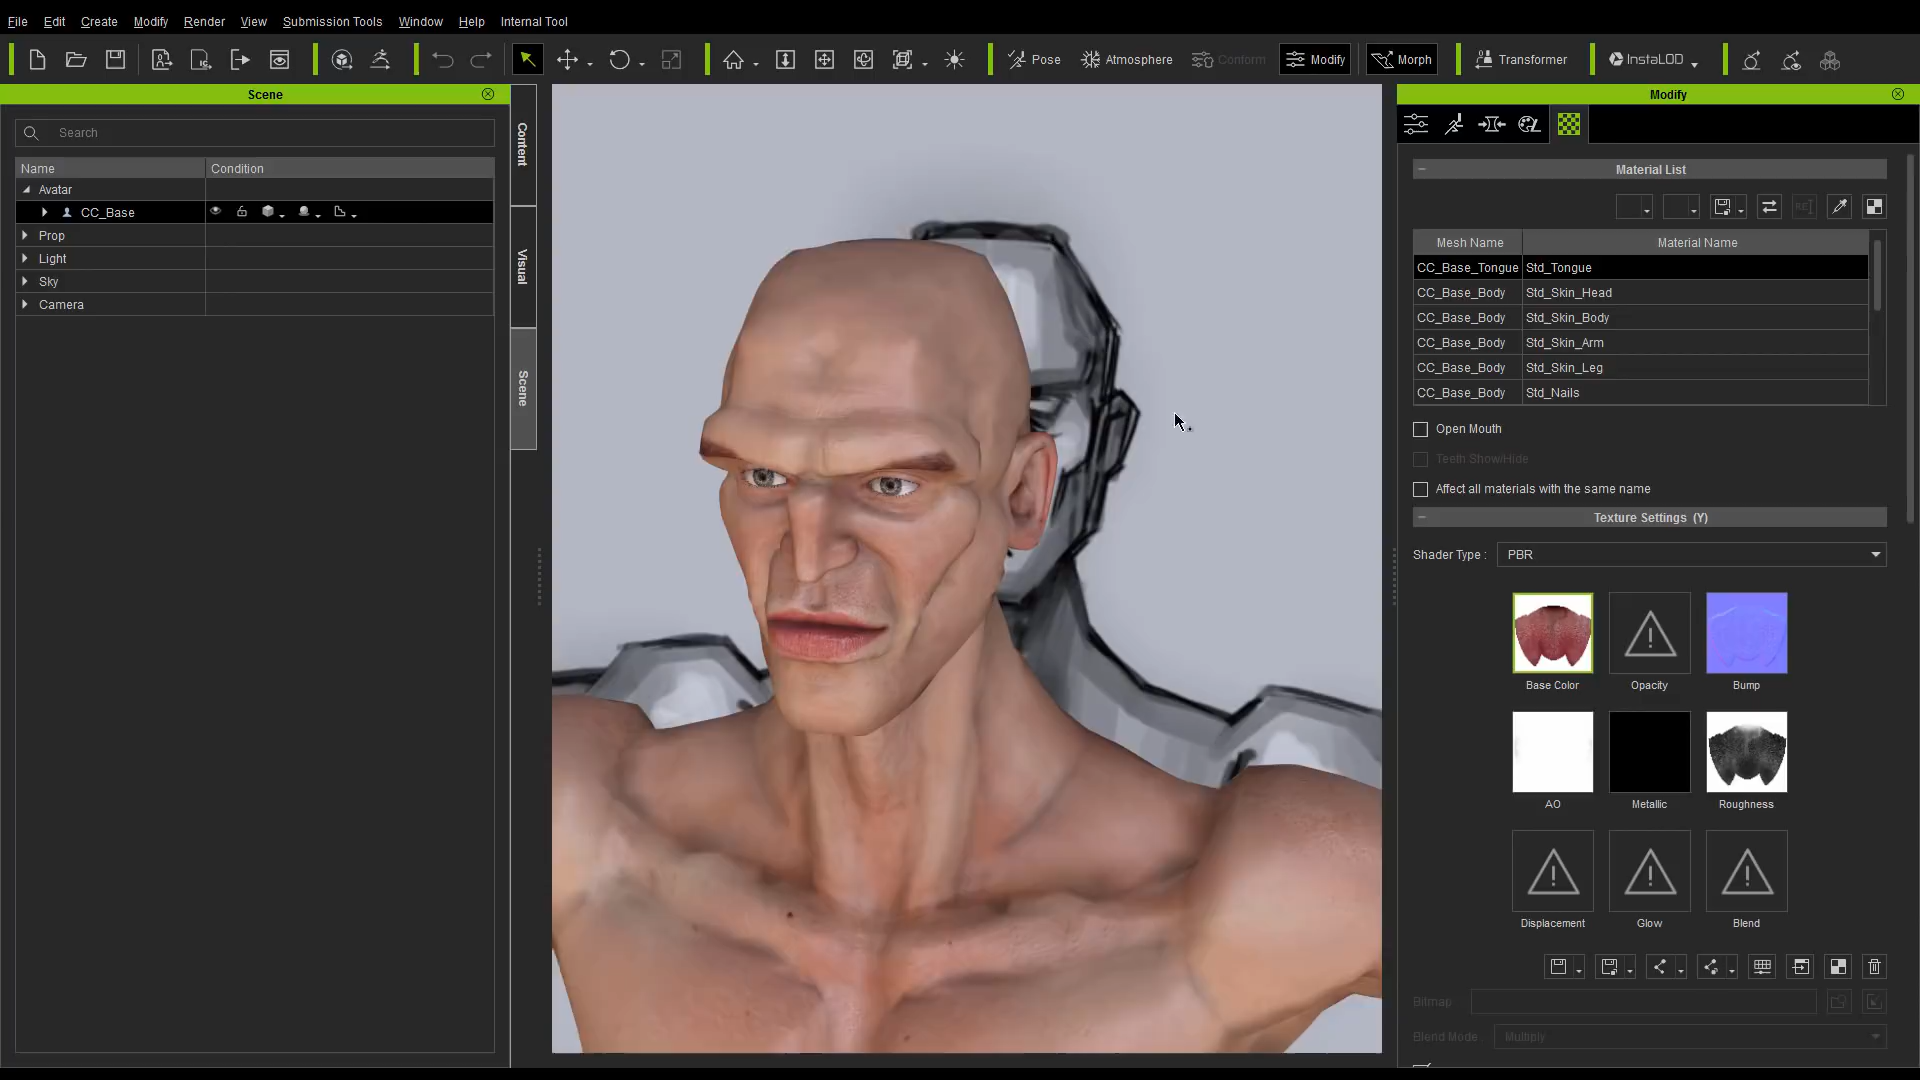 File Edit Create Modify Render View Submission Tools Window Help Internal Tool
Pose Atmosphere Conform Modify Morph Transformer InstaLOD
Scene
Search
Name Condition
Avatar
CC_Base
Prop
Light
Sky
Camera
Content
Visual
Scene
Modify
Material List
Mesh Name Material Name
CC_Base_Tongue Std_Tongue
CC_Base_Body Std_Skin_Head
CC_Base_Body Std_Skin_Body
CC_Base_Body Std_Skin_Arm
CC_Base_Body Std_Skin_Leg
CC_Base_Body Std_Nails
Open Mouth
Teeth Show/Hide
Affect all materials with the same name
Texture Settings (Y)
Shader Type : PBR
Base Color Opacity Bump
AO Metallic Roughness
Displacement Glow Blend
Bitmap
Blend Mode Multiply